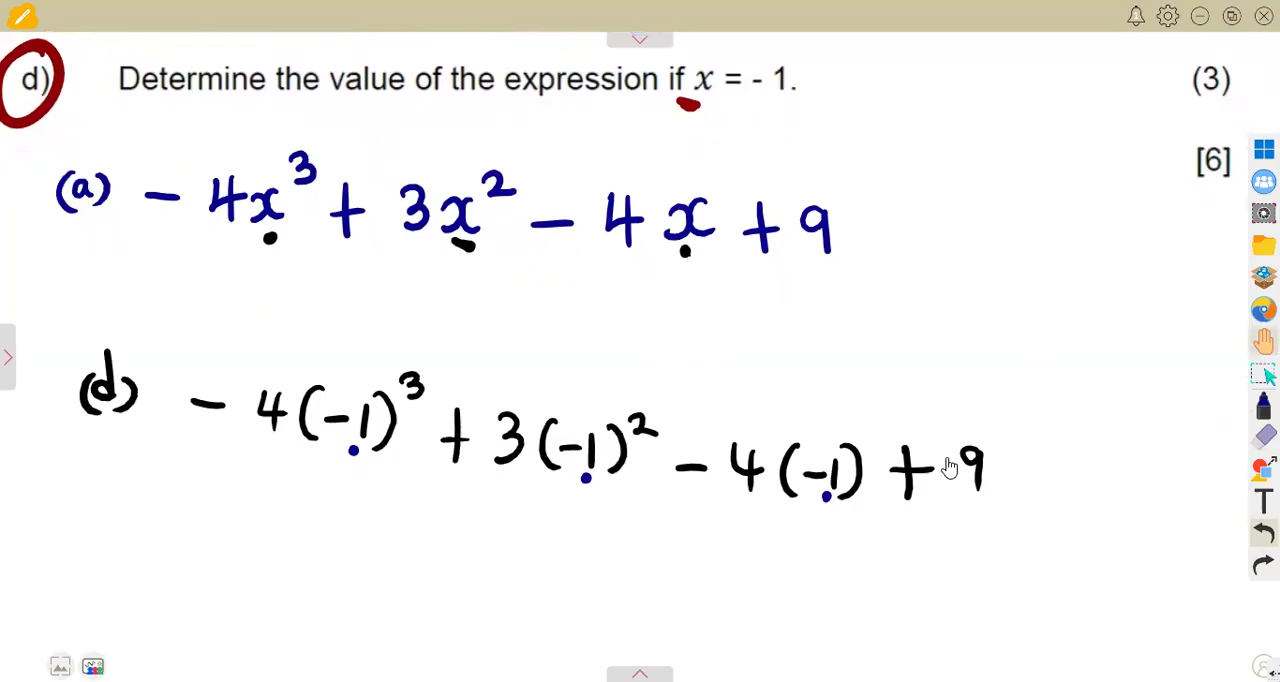 d) Determine the value of the expression if x = - 1. (3)
[6]
(a) - 4x³ + 3x² - 4x + 9
(d) - 4(-1)³ + 3(-1)² - 4(-1) + 9
T